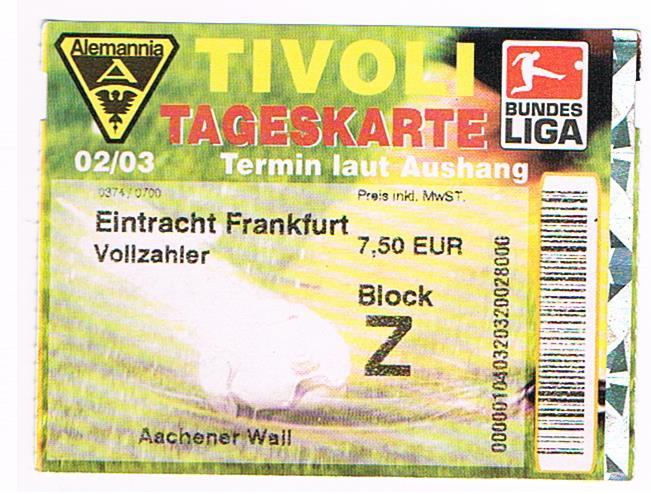 Alemannia
A
TIVOLI
TAGESKARTE
BUNDES
LIGA
02/03
Termin laut Aushang
0374 / 0700
Preis inkl. MwST.
Eintracht Frankfurt
7,50 EUR
Vollzahler
Block
Z
Aachener Wall
000001040320320028000